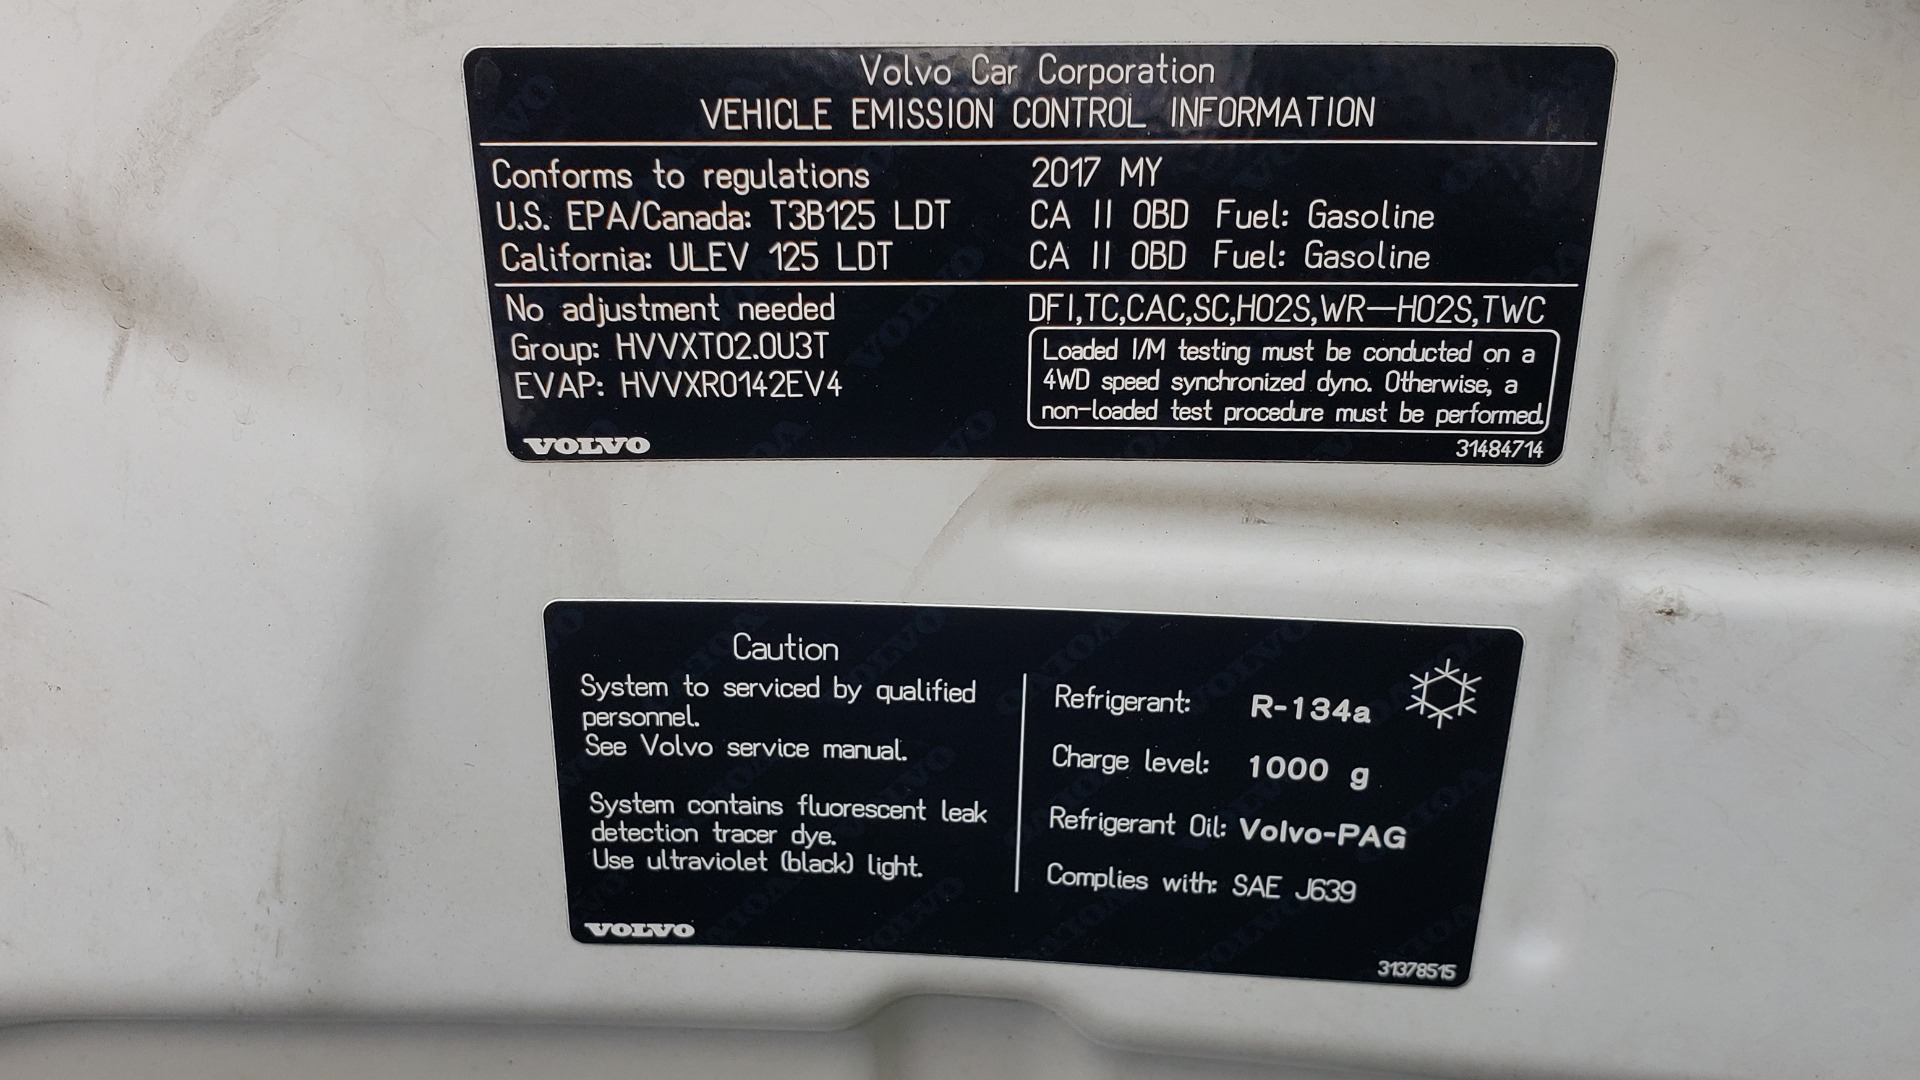 Volvo Car Corporation
VEHICLE EMISSION CONTROL INFORMATION
Conforms to regulations 2017 MY
U.S. EPA/Canada: T3B125 LDT CA II OBD Fuel: Gasoline
California: ULEV 125 LDT CA II OBD Fuel: Gasoline
No adjustment needed DFI,TC,CAC,SC,HO2S,WR-HO2S,TWC
Group: HVVXT02.0U3T
EVAP: HVVXR0142EV4
Loaded I/M testing must be conducted on a
4WD speed synchronized dyno. Otherwise, a
non-loaded test procedure must be performed.
VOLVO 31484714
Caution
System to serviced by qualified
personnel.
See Volvo service manual.
System contains fluorescent leak
detection tracer dye.
Use ultraviolet (black) light.
Refrigerant: R-134a
Charge level: 1000 g
Refrigerant Oil: Volvo-PAG
Complies with: SAE J639
VOLVO 31378515